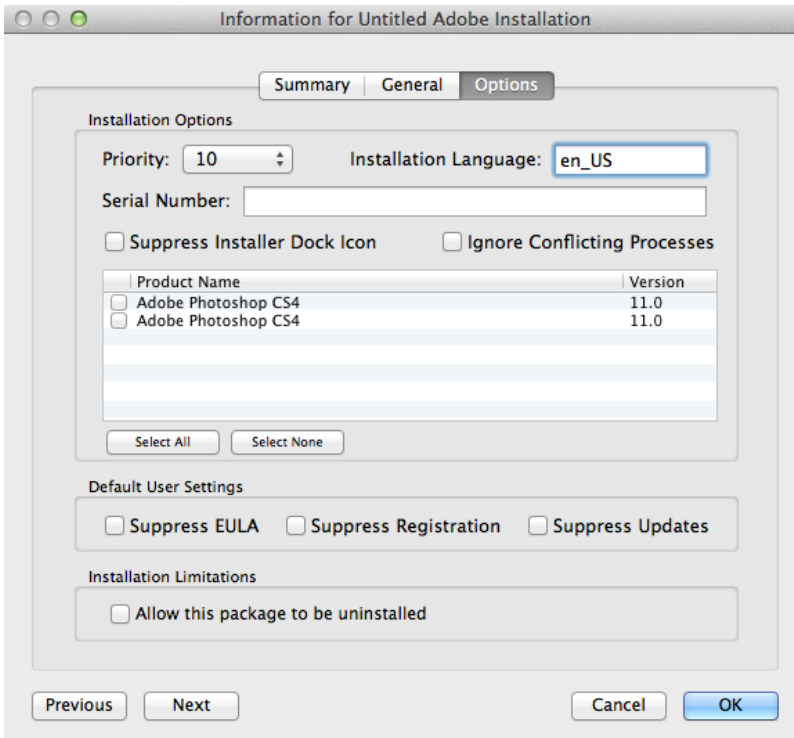 Information for Untitled Adobe Installation
Summary General Options
Installation Options
Priority: 10 Installation Language: en_US
Serial Number:
Suppress Installer Dock Icon Ignore Conflicting Processes
Product Name Version
Adobe Photoshop CS4 11.0
Adobe Photoshop CS4 11.0
Select All Select None
Default User Settings
Suppress EULA Suppress Registration Suppress Updates
Installation Limitations
Allow this package to be uninstalled
Previous Next Cancel OK